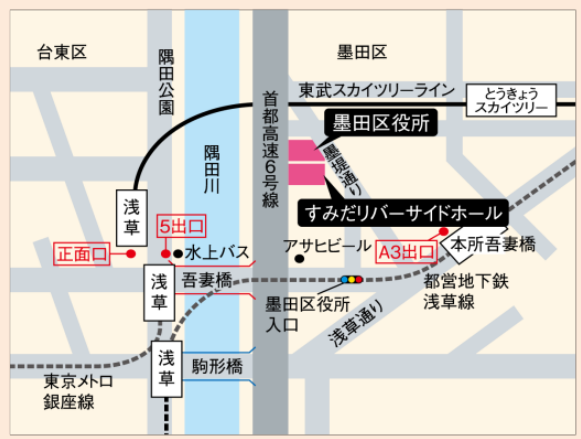 台東区
隅田公園
墨田区
東武スカイツリーライン
とうきょう
スカイツリー
首都高速6号線
隅田川
墨田区役所
墨堤通り
すみだリバーサイドホール
浅草
5出口
正面口
水上バス
アサヒビール
A3出口
本所吾妻橋
浅草
吾妻橋
墨田区役所
入口
浅草通り
都営地下鉄
浅草線
浅草
駒形橋
東京メトロ
銀座線